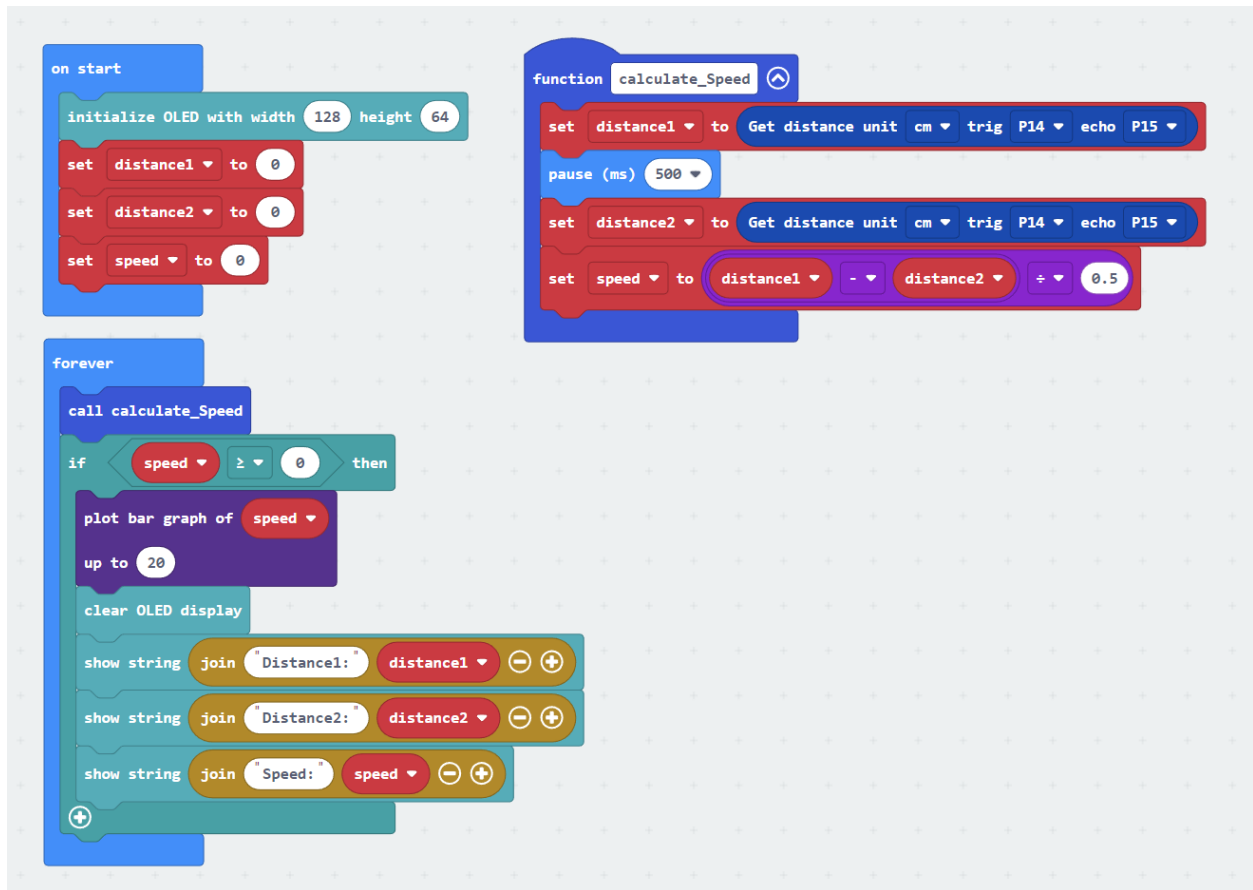 on start
initialize OLED with width 128 height 64
set distance1 to 0
set distance2 to 0
set speed to 0
function calculate_Speed
set distance1 to Get distance unit cm trig P14 echo P15
pause (ms) 500
set distance2 to Get distance unit cm trig P14 echo P15
set speed to distance1 - distance2 ÷ 0.5
forever
call calculate_Speed
if speed ≥ 0 then
plot bar graph of speed
up to 20
clear OLED display
show string join "Distance1:" distance1
show string join "Distance2:" distance2
show string join "Speed:" speed